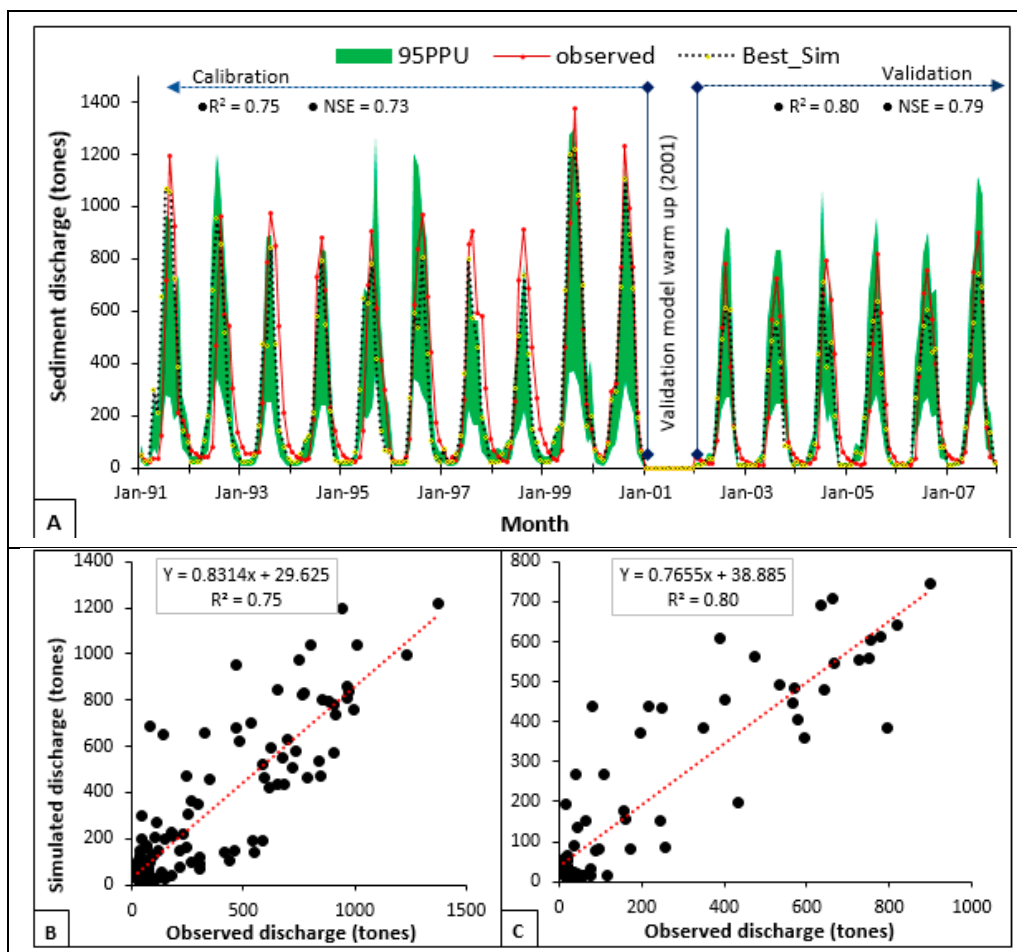 95PPU observed Best_Sim
Calibration Validation
R² = 0.75 NSE = 0.73 R² = 0.80 NSE = 0.79
Sediment discharge (tones)
1400
1200
1000
800
600
400
200
0
Validation model warm up (2001)
Jan-91 Jan-93 Jan-95 Jan-97 Jan-99 Jan-01 Jan-03 Jan-05 Jan-07
Month
A
Simulated discharge (tones)
1400
1200
1000
800
600
400
200
0
Y = 0.8314x + 29.625
R² = 0.75
0 500 1000 1500
Observed discharge (tones)
B
800
700
600
500
400
300
200
100
0
Y = 0.7655x + 38.885
R² = 0.80
0 200 400 600 800 1000
Observed discharge (tones)
C